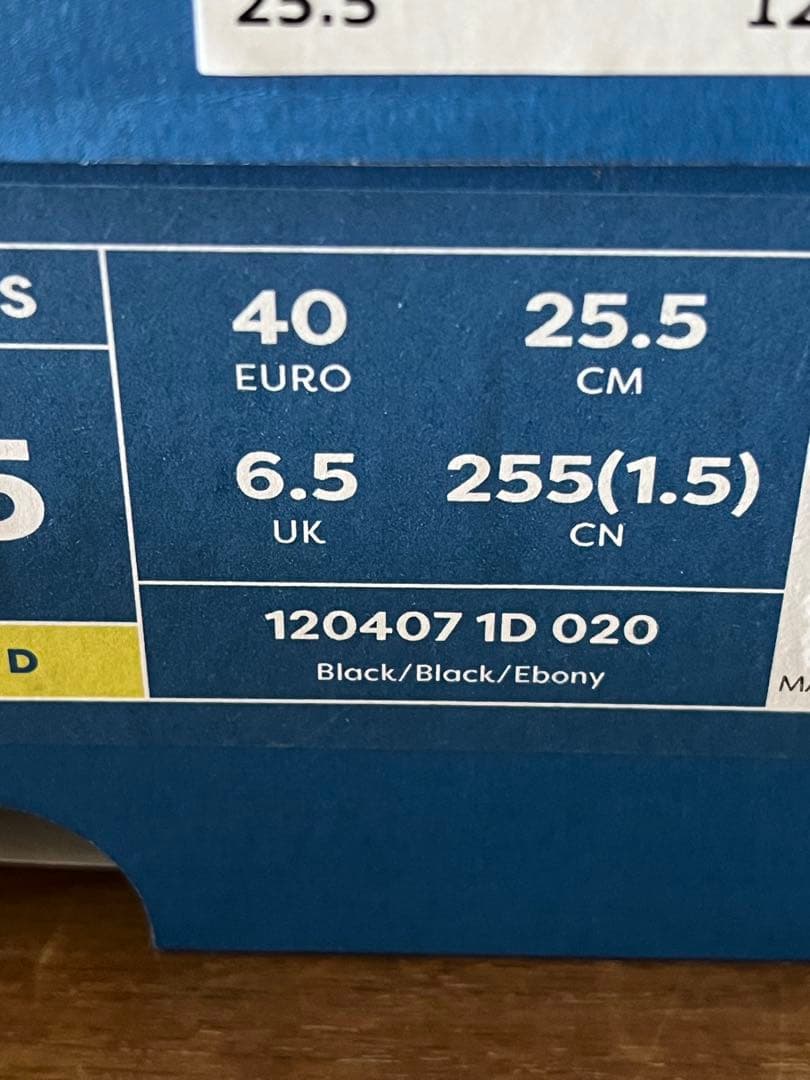 25.5
S
40 25.5
EURO CM
5
6.5 255(1.5)
UK CN
120407 1D 020
D
Black/Black/Ebony